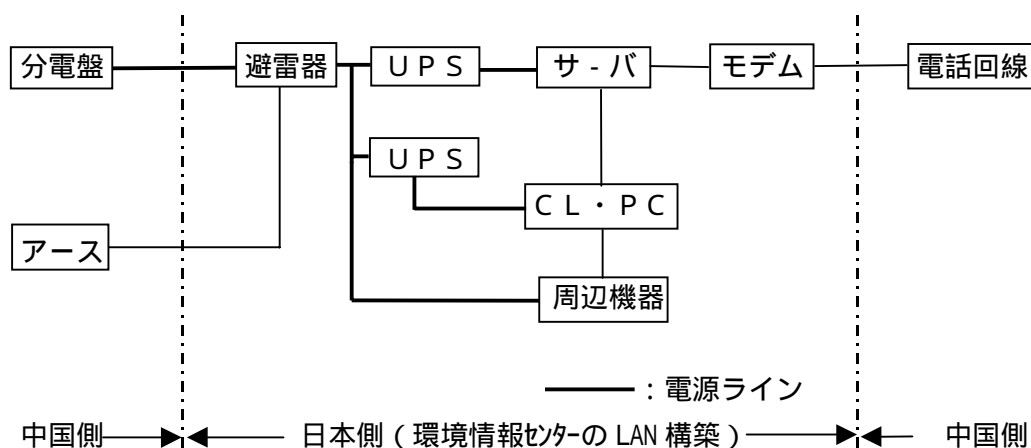 分電盤
避雷器
ＵＰＳ
サ-バ
モデム
電話回線
ＵＰＳ
ＣＬ・ＰＣ
アース
周辺機器
：電源ライン
中国側
日本側（環境情報ｾﾝﾀｰの LAN 構築）
中国側